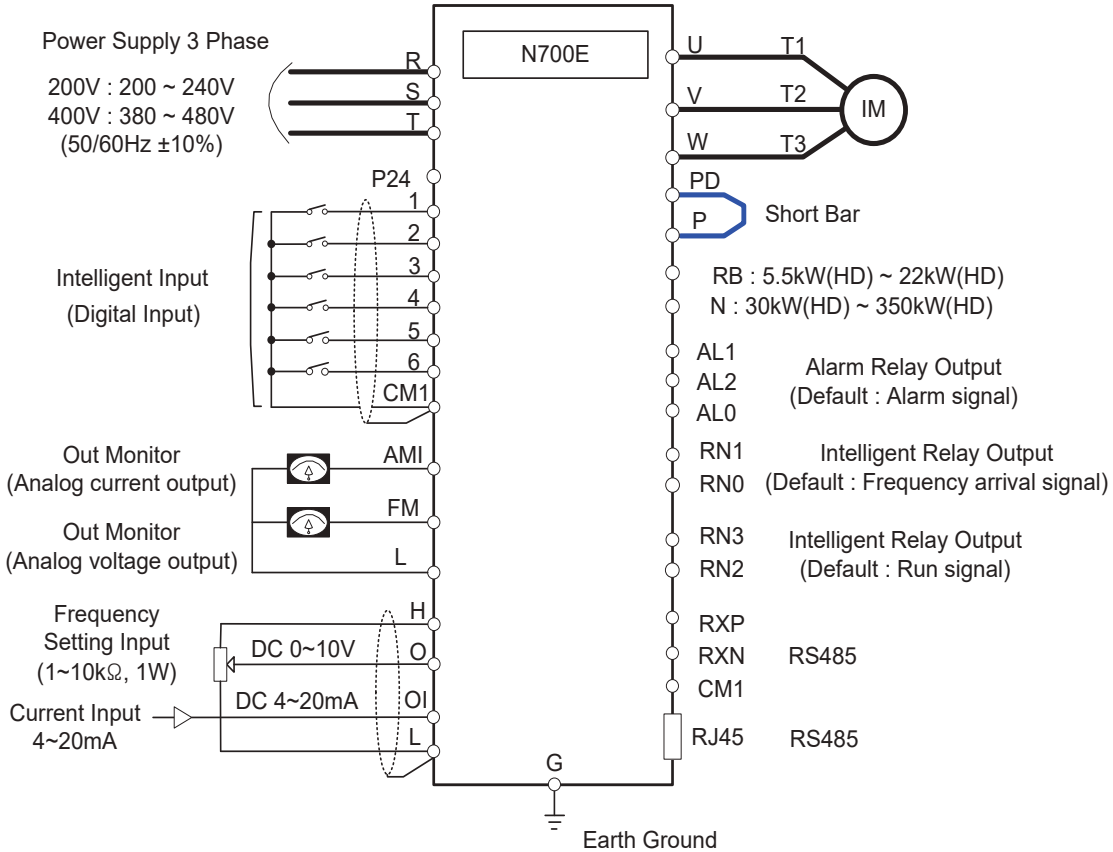 N700E
Power Supply 3 Phase
200V : 200 ~ 240V
400V : 380 ~ 480V
(50/60Hz ±10%)
R
S
T
U
T1
V
T2
W
T3
IM
PD
P
Short Bar
P24
1
2
3
4
5
6
CM1
Intelligent Input
(Digital Input)
RB : 5.5kW(HD) ~ 22kW(HD)
N : 30kW(HD) ~ 350kW(HD)
AL1
AL2
AL0
Alarm Relay Output
(Default : Alarm signal)
Out Monitor
(Analog current output)
AMI
Out Monitor
(Analog voltage output)
FM
L
RN1
RN0
Intelligent Relay Output
(Default : Frequency arrival signal)
RN3
RN2
Intelligent Relay Output
(Default : Run signal)
Frequency
Setting Input
(1~10kΩ, 1W)
H
DC 0~10V
O
Current Input
4~20mA
DC 4~20mA
OI
L
RXP
RXN
CM1
RS485
RJ45
RS485
G
Earth Ground